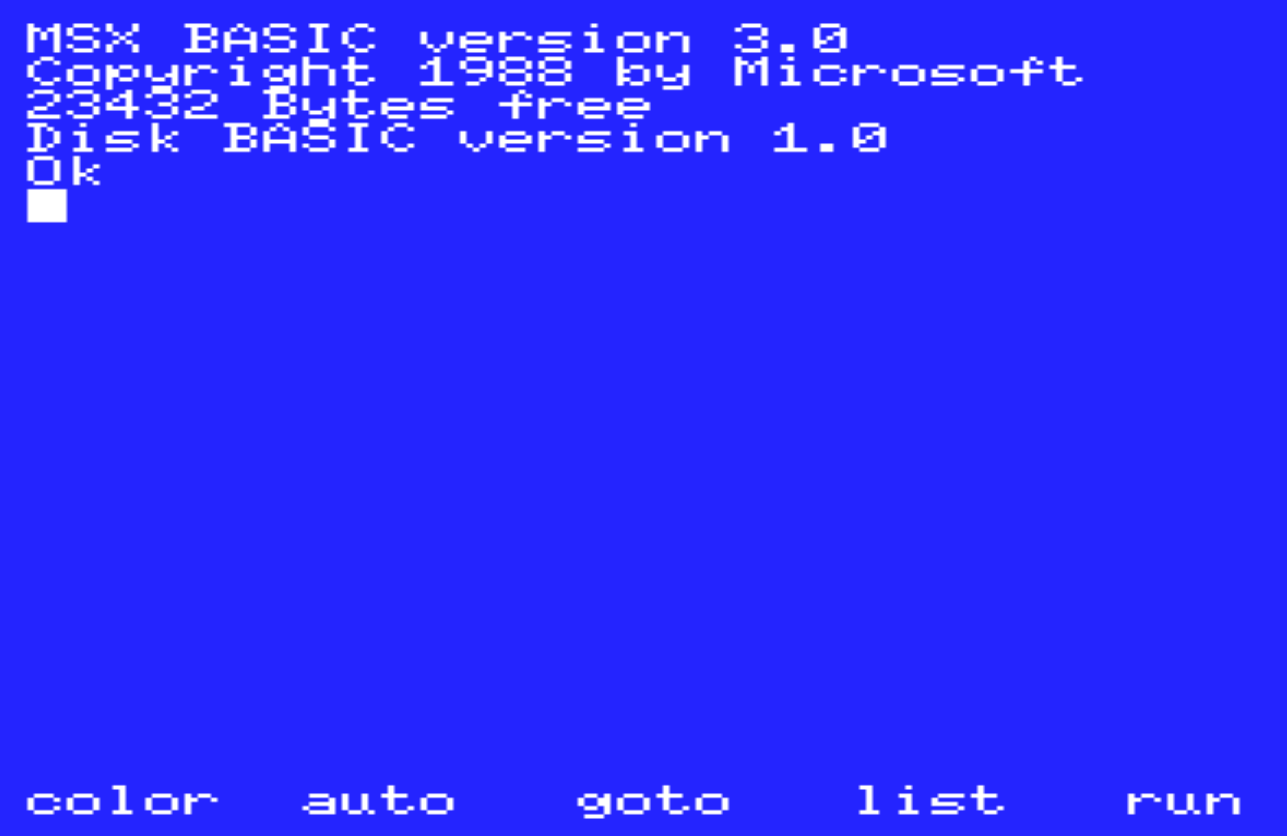 MSX BASIC version 3.0
Copyright 1988 by Microsoft
23432 Bytes free
Disk BASIC version 1.0
Ok
color auto goto list run